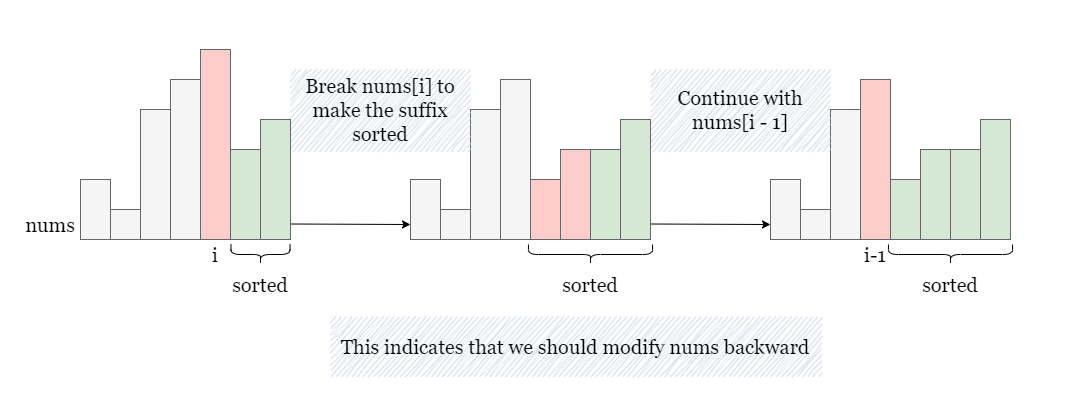 Break nums[i] to
make the suffix
sorted
Continue with
nums[i - 1]
nums
i
i-1
sorted
sorted
sorted
This indicates that we should modify nums backward